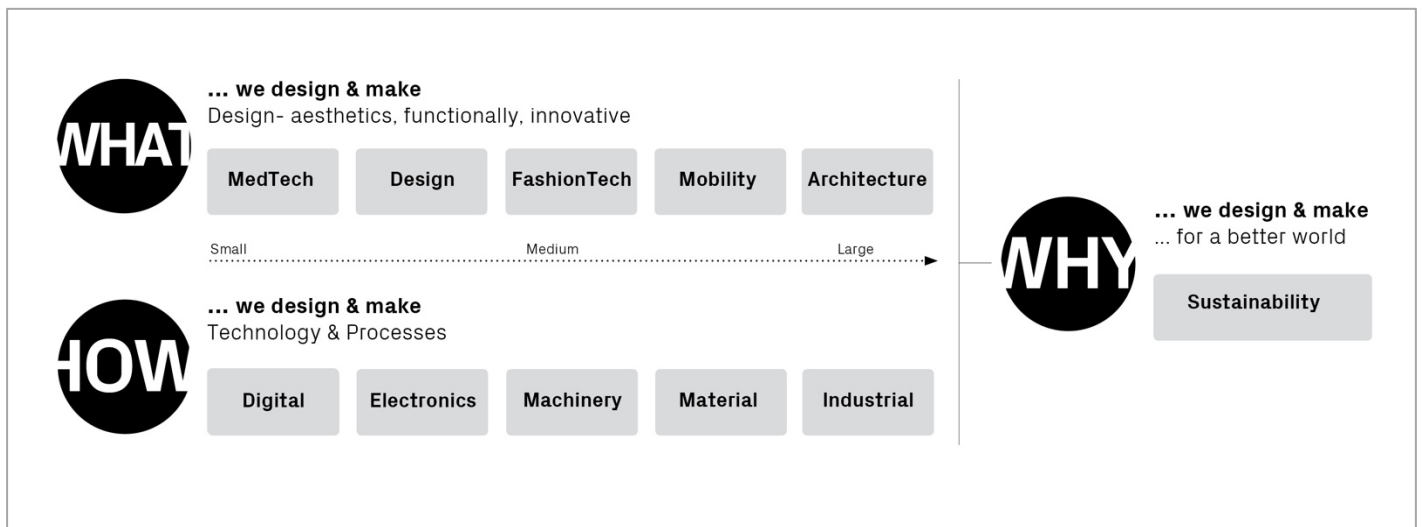 WHAT
... we design & make
Design- aesthetics, functionally, innovative
MedTech
Design
FashionTech
Mobility
Architecture
Small
Medium
Large
HOW
... we design & make
Technology & Processes
Digital
Electronics
Machinery
Material
Industrial
WHY
... we design & make
... for a better world
Sustainability